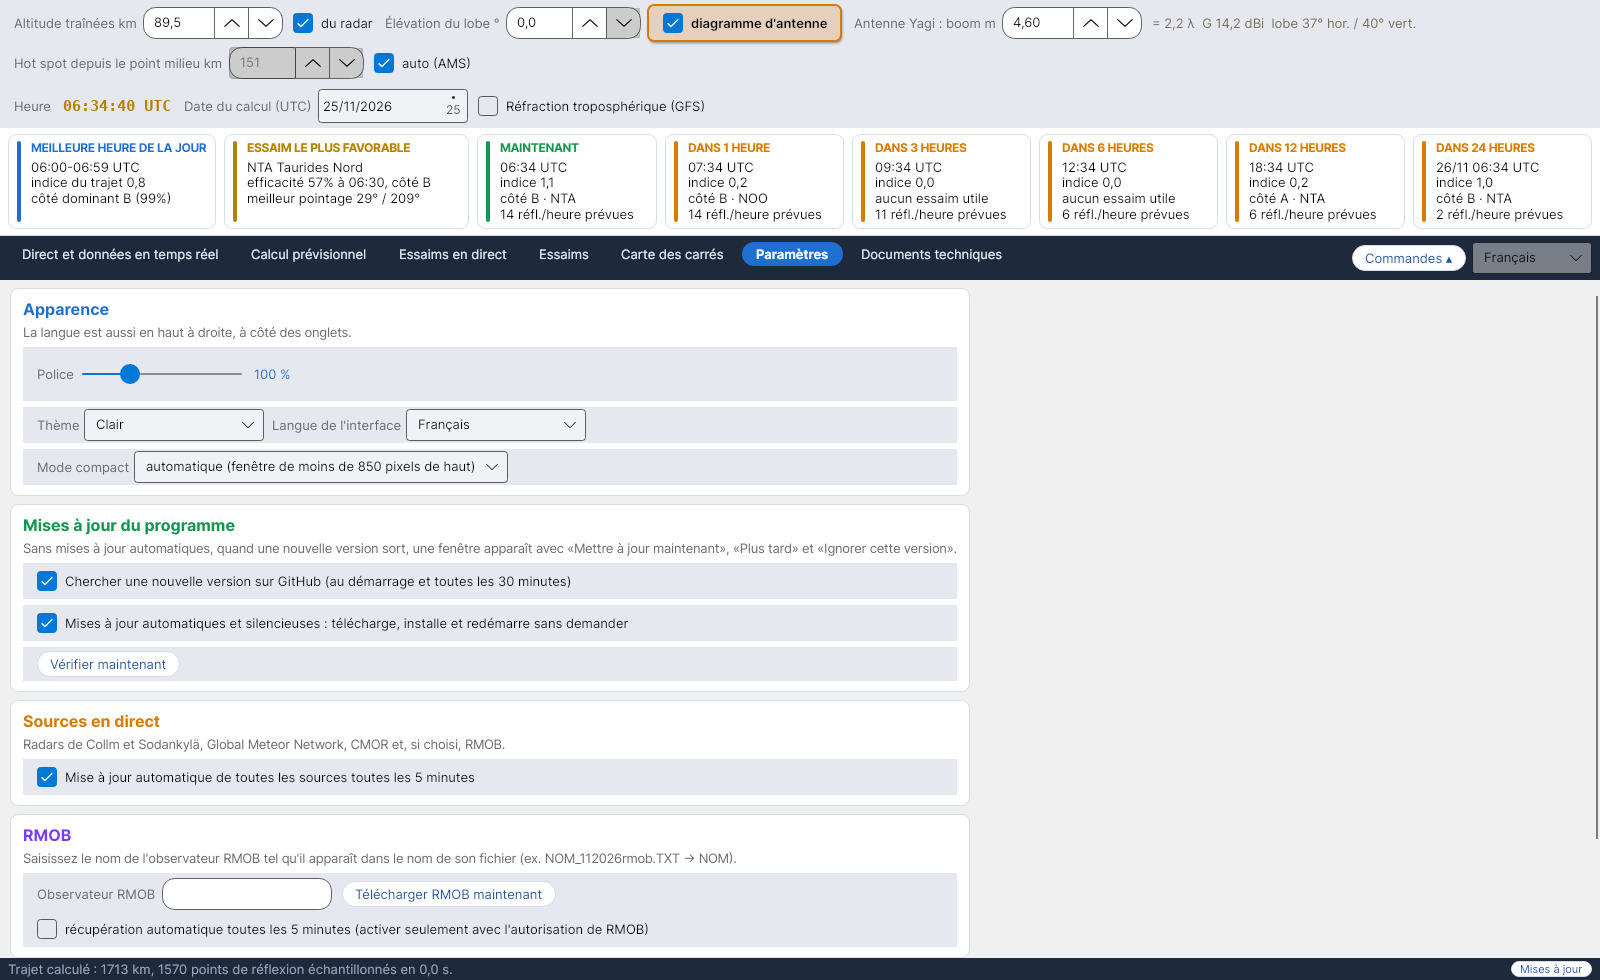 Altitude traînées km 89,5 du radar Élévation du lobe ° 0,0 diagramme d'antenne Antenne Yagi : boom m 4,60 = 2,2 λ G 14,2 dBi lobe 37° hor. / 40° vert.
Hot spot depuis le point milieu km 151 auto (AMS)
Heure 06:34:40 UTC Date du calcul (UTC) 25/11/2026 25 Réfraction troposphérique (GFS)
MEILLEURE HEURE DE LA JOUR
06:00-06:59 UTC
indice du trajet 0,8
côté dominant B (99%)
ESSAIM LE PLUS FAVORABLE
NTA Taurides Nord
efficacité 57% à 06:30, côté B
meilleur pointage 29° / 209°
MAINTENANT
06:34 UTC
indice 1,1
côté B · NTA
14 réfl./heure prévues
DANS 1 HEURE
07:34 UTC
indice 0,2
côté B · NOO
14 réfl./heure prévues
DANS 3 HEURES
09:34 UTC
indice 0,0
aucun essaim utile
11 réfl./heure prévues
DANS 6 HEURES
12:34 UTC
indice 0,0
aucun essaim utile
6 réfl./heure prévues
DANS 12 HEURES
18:34 UTC
indice 0,2
côté A · NTA
6 réfl./heure prévues
DANS 24 HEURES
26/11 06:34 UTC
indice 1,0
côté B · NTA
2 réfl./heure prévues
Direct et données en temps réel Calcul prévisionnel Essaims en direct Essaims Carte des carrés Paramètres Documents techniques Commandes ▴ Français
Apparence
La langue est aussi en haut à droite, à côté des onglets.
Police 100 %
Thème Clair Langue de l'interface Français
Mode compact automatique (fenêtre de moins de 850 pixels de haut)
Mises à jour du programme
Sans mises à jour automatiques, quand une nouvelle version sort, une fenêtre apparaît avec «Mettre à jour maintenant», «Plus tard» et «Ignorer cette version».
Chercher une nouvelle version sur GitHub (au démarrage et toutes les 30 minutes)
Mises à jour automatiques et silencieuses : télécharge, installe et redémarre sans demander
Vérifier maintenant
Sources en direct
Radars de Collm et Sodankylä, Global Meteor Network, CMOR et, si choisi, RMOB.
Mise à jour automatique de toutes les sources toutes les 5 minutes
RMOB
Saisissez le nom de l'observateur RMOB tel qu'il apparaît dans le nom de son fichier (ex. NOM_112026rmob.TXT → NOM).
Observateur RMOB Télécharger RMOB maintenant
récupération automatique toutes les 5 minutes (activer seulement avec l'autorisation de RMOB)
Trajet calculé : 1713 km, 1570 points de réflexion échantillonnés en 0,0 s. Mises à jour